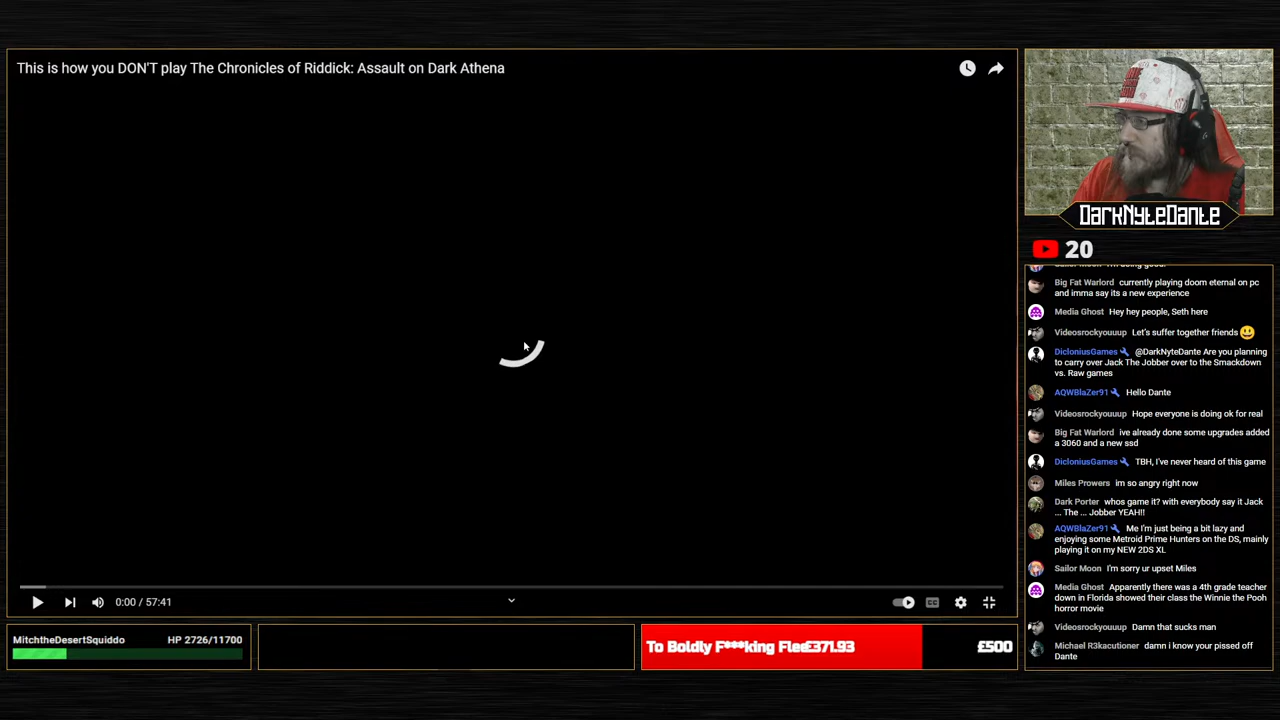 This is how you DON'T play The Chronicles of Riddick: Assault on Dark Athena
0:00 / 57:41
MitchtheDesertSquiddo HP 2726/11700
To Boldly F***king Flee £371.93 £500
DarkNyteDante
20
Big Fat Warlord currently playing doom eternal on pc
and imma say its a new experience
Media Ghost Hey hey people, Seth here
Videosrockyouuup Let's suffer together friends😃
DicloniusGames @DarkNyteDante Are you planning
to carry over Jack The Jobber over to the Smackdown
vs. Raw games
AQWBlaZer91 Hello Dante
Videosrockyouuup Hope everyone is doing ok for real
Big Fat Warlord ive already done some upgrades added
a 3060 and a new ssd
DicloniusGames TBH, I've never heard of this game
Miles Prowers im so angry right now
Dark Porter whos game it? with everybody say it Jack
... The ... Jobber YEAH!!
AQWBlaZer91 Me I'm just being a bit lazy and
enjoying some Metroid Prime Hunters on the DS, mainly
playing it on my NEW 2DS XL
Sailor Moon I'm sorry ur upset Miles
Media Ghost Apparently there was a 4th grade teacher
down in Florida showed their class the Winnie the Pooh
horror movie
Videosrockyouuup Damn that sucks man
Michael R3kacutioner damn i know your pissed off
Dante